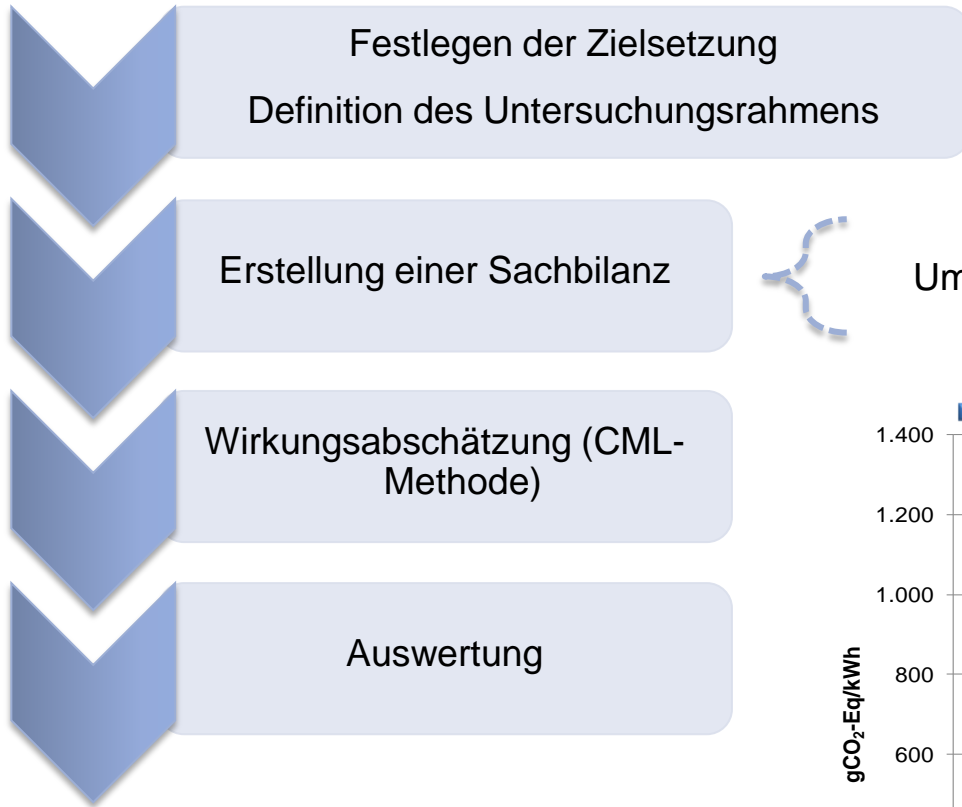 Festlegen der Zielsetzung
Definition des Untersuchungsrahmens
Erstellung einer Sachbilanz
Um
Wirkungsabschätzung (CML-
Methode)
Auswertung
1.400
1.200
1.000
800
600
gCO₂-Eq/kWh